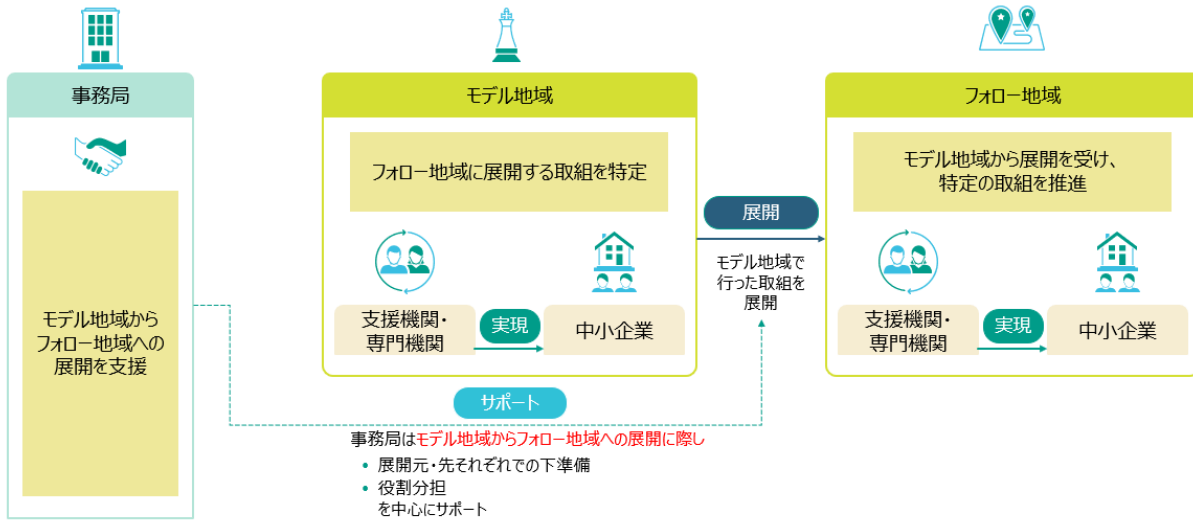 事務局
モデル地域から
フォロー地域への
展開を支援
モデル地域
フォロー地域に展開する取組を特定
支援機関・
専門機関
実現
中小企業
展開
モデル地域で
行った取組を
展開
フォロー地域
モデル地域から展開を受け、
特定の取組を推進
支援機関・
専門機関
実現
中小企業
サポート
事務局はモデル地域からフォロー地域への展開に際し
• 展開元・先それぞれでの下準備
• 役割分担
を中心にサポート